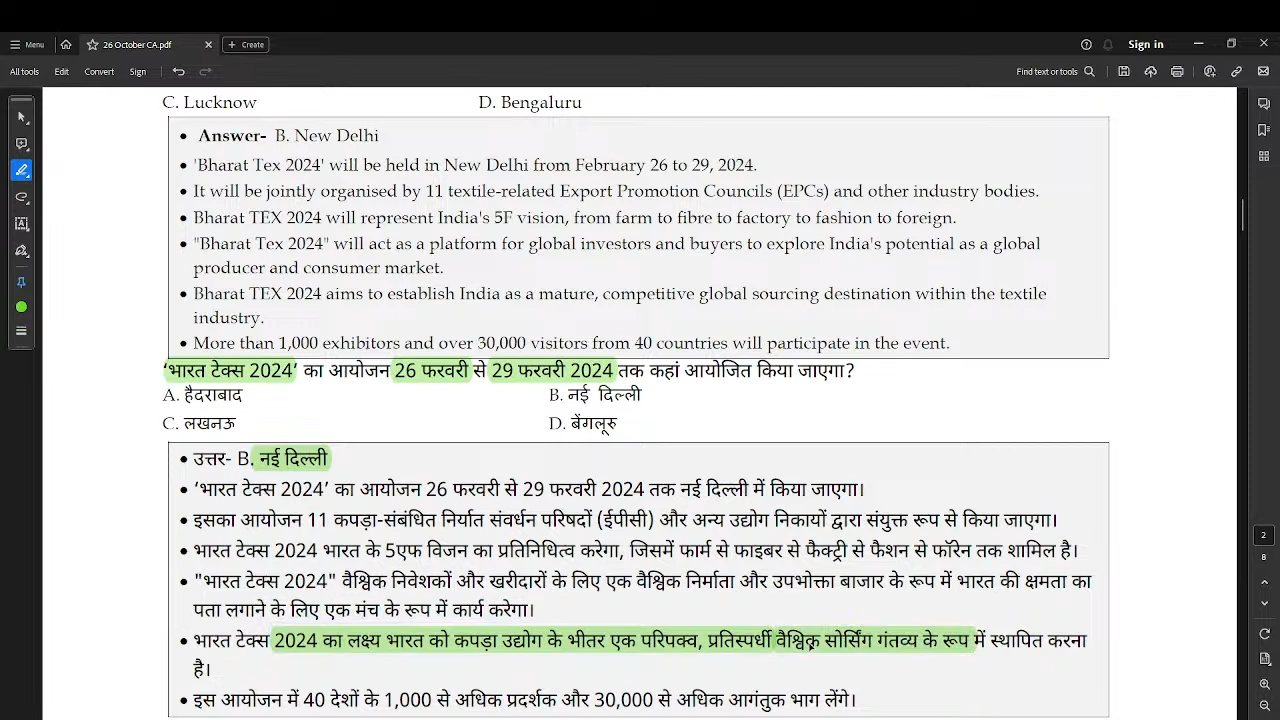 Menu
26 October CA.pdf
Create
Sign in
All tools Edit Convert Sign
Find text or tools
C. Lucknow D. Bengaluru
• Answer- B. New Delhi
• 'Bharat Tex 2024' will be held in New Delhi from February 26 to 29, 2024.
• It will be jointly organised by 11 textile-related Export Promotion Councils (EPCs) and other industry bodies.
• Bharat TEX 2024 will represent India's 5F vision, from farm to fibre to factory to fashion to foreign.
• "Bharat Tex 2024" will act as a platform for global investors and buyers to explore India's potential as a global
producer and consumer market.
• Bharat TEX 2024 aims to establish India as a mature, competitive global sourcing destination within the textile
industry.
• More than 1,000 exhibitors and over 30,000 visitors from 40 countries will participate in the event.
‘भारत टेक्स 2024’ का आयोजन 26 फरवरी से 29 फरवरी 2024 तक कहां आयोजित किया जाएगा?
A. हैदराबाद B. नई दिल्ली
C. लखनऊ D. बेंगलूरु
• उत्तर- B. नई दिल्ली
• ‘भारत टेक्स 2024’ का आयोजन 26 फरवरी से 29 फरवरी 2024 तक नई दिल्ली में किया जाएगा।
• इसका आयोजन 11 कपड़ा-संबंधित निर्यात संवर्धन परिषदों (ईपीसी) और अन्य उद्योग निकायों द्वारा संयुक्त रूप से किया जाएगा।
• भारत टेक्स 2024 भारत के 5एफ विजन का प्रतिनिधित्व करेगा, जिसमें फार्म से फाइबर से फैक्ट्री से फैशन से फॉरेन तक शामिल है।
• "भारत टेक्स 2024" वैश्विक निवेशकों और खरीदारों के लिए एक वैश्विक निर्माता और उपभोक्ता बाजार के रूप में भारत की क्षमता का
पता लगाने के लिए एक मंच के रूप में कार्य करेगा।
• भारत टेक्स 2024 का लक्ष्य भारत को कपड़ा उद्योग के भीतर एक परिपक्व, प्रतिस्पर्धी वैश्विक सोर्सिंग गंतव्य के रूप में स्थापित करना
है।
• इस आयोजन में 40 देशों के 1,000 से अधिक प्रदर्शक और 30,000 से अधिक आगंतुक भाग लेंगे।
2
8